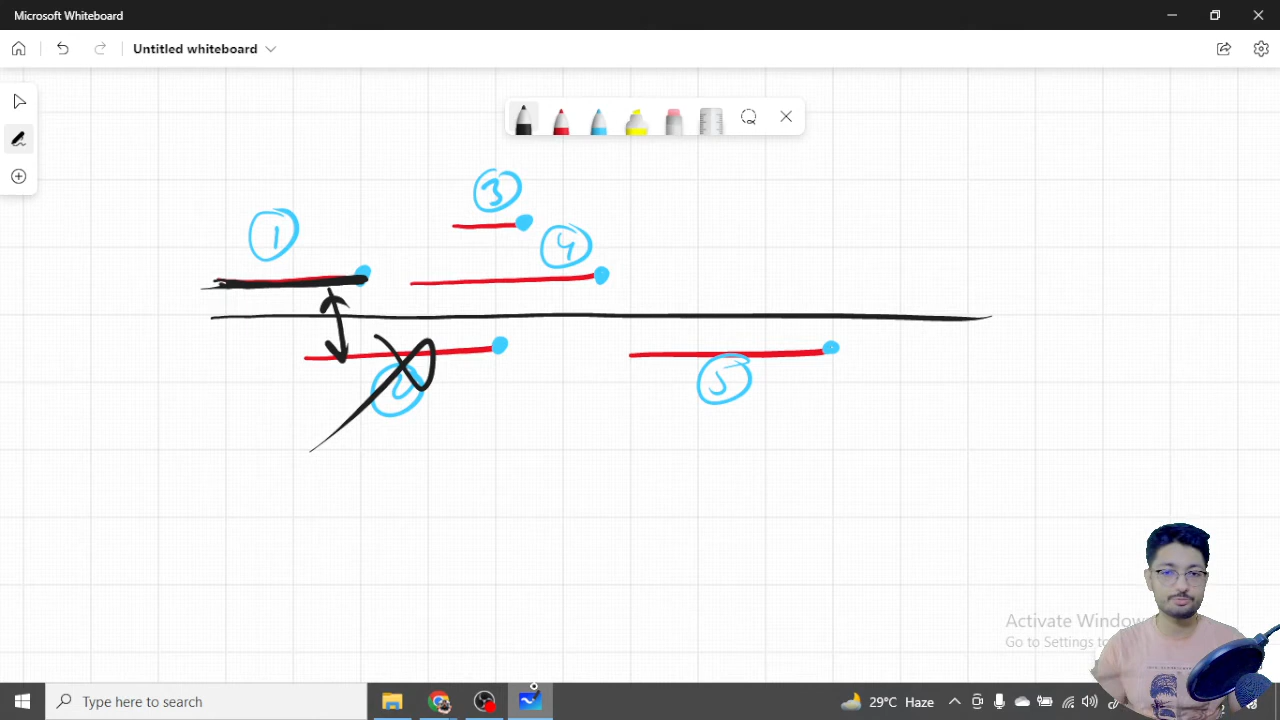 Microsoft Whiteboard
Untitled whiteboard
3
1
4
2
5
Activate Window
Go to Settings to
Type here to search
29°C Haze